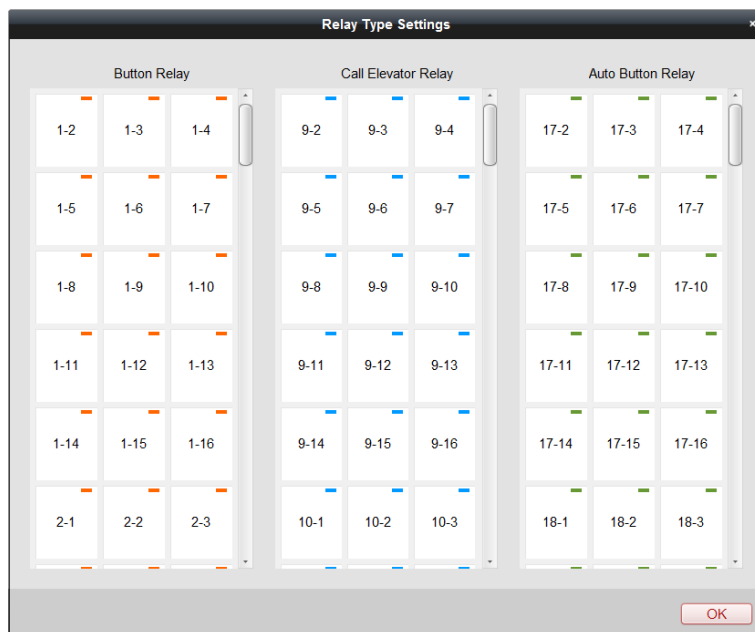 Relay Type Settings ×
Button Relay Call Elevator Relay Auto Button Relay
1-2 1-3 1-4 9-2 9-3 9-4 17-2 17-3 17-4
1-5 1-6 1-7 9-5 9-6 9-7 17-5 17-6 17-7
1-8 1-9 1-10 9-8 9-9 9-10 17-8 17-9 17-10
1-11 1-12 1-13 9-11 9-12 9-13 17-11 17-12 17-13
1-14 1-15 1-16 9-14 9-15 9-16 17-14 17-15 17-16
2-1 2-2 2-3 10-1 10-2 10-3 18-1 18-2 18-3
OK